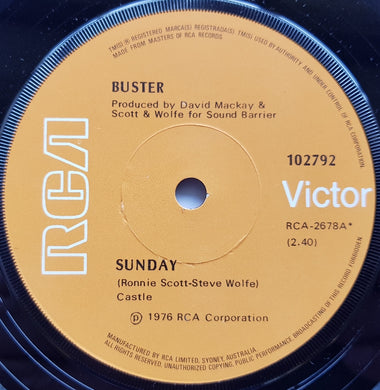 TM(S) ® REGISTERED MARCA(S) REGISTRADA(S) TM(S) USED BY AUTHORITY AND UNDER CONTROL OF RCA CORPORATION
MADE FROM MASTERS OF RCA RECORDS
BUSTER
Produced by David Mackay &
Scott & Wolfe for Sound Barrier
RCA
102792
Victor
RCA-2678A*
(2.40)
SUNDAY
(Ronnie Scott-Steve Wolfe)
Castle
℗ 1976 RCA Corporation
MANUFACTURED BY RCA LIMITED, SYDNEY, AUSTRALIA
ALL RIGHTS RESERVED. UNAUTHORIZED COPYING, PUBLIC PERFORMANCE, BROADCASTING OF THIS RECORD FORBIDDEN